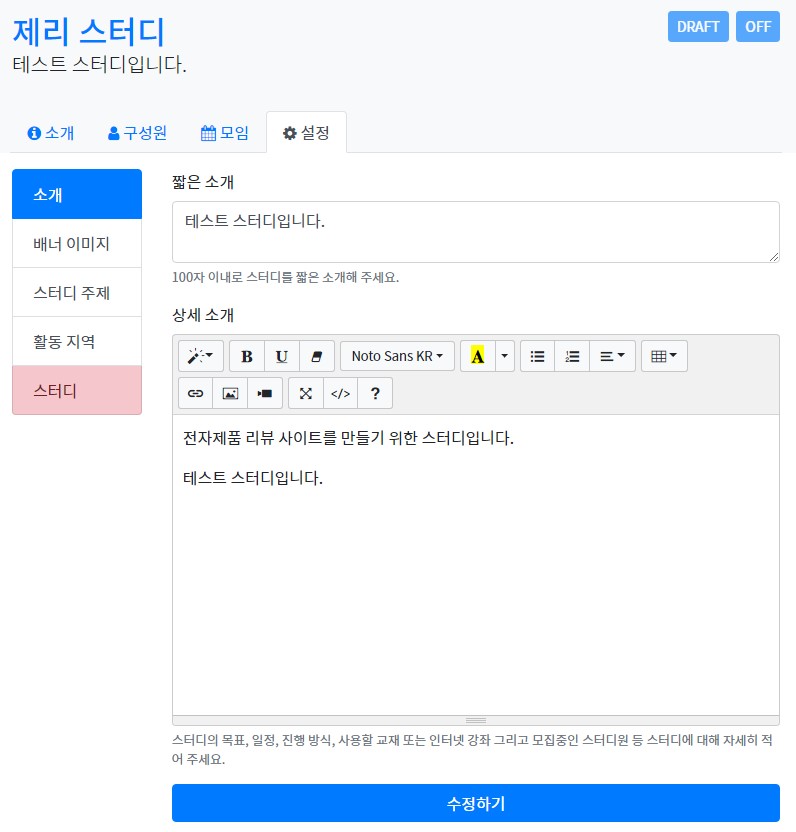 제리 스터디
DRAFT OFF
테스트 스터디입니다.
소개 구성원 모임 설정
소개
배너 이미지
스터디 주제
활동 지역
스터디
짧은 소개
테스트 스터디입니다.
100자 이내로 스터디를 짧은 소개해 주세요.
상세 소개
B U Noto Sans KR A
</> ?
전자제품 리뷰 사이트를 만들기 위한 스터디입니다.
테스트 스터디입니다.
스터디의 목표, 일정, 진행 방식, 사용할 교재 또는 인터넷 강좌 그리고 모집중인 스터디원 등 스터디에 대해 자세히 적
어 주세요.
수정하기